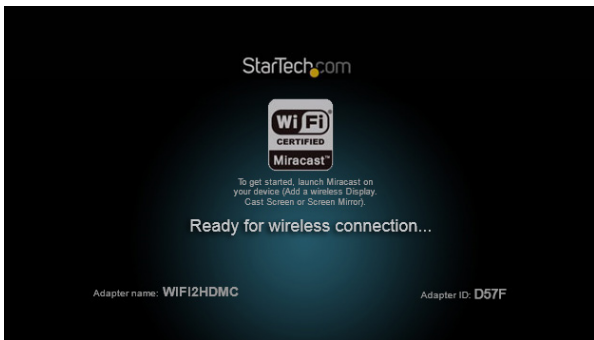 StarTech.com
Wi Fi
CERTIFIED
Miracast™
To get started, launch Miracast on
your device (Add a wireless Display.
Cast Screen or Screen Mirror).
Ready for wireless connection...
Adapter name: WIFI2HDMC
Adapter ID: D57F